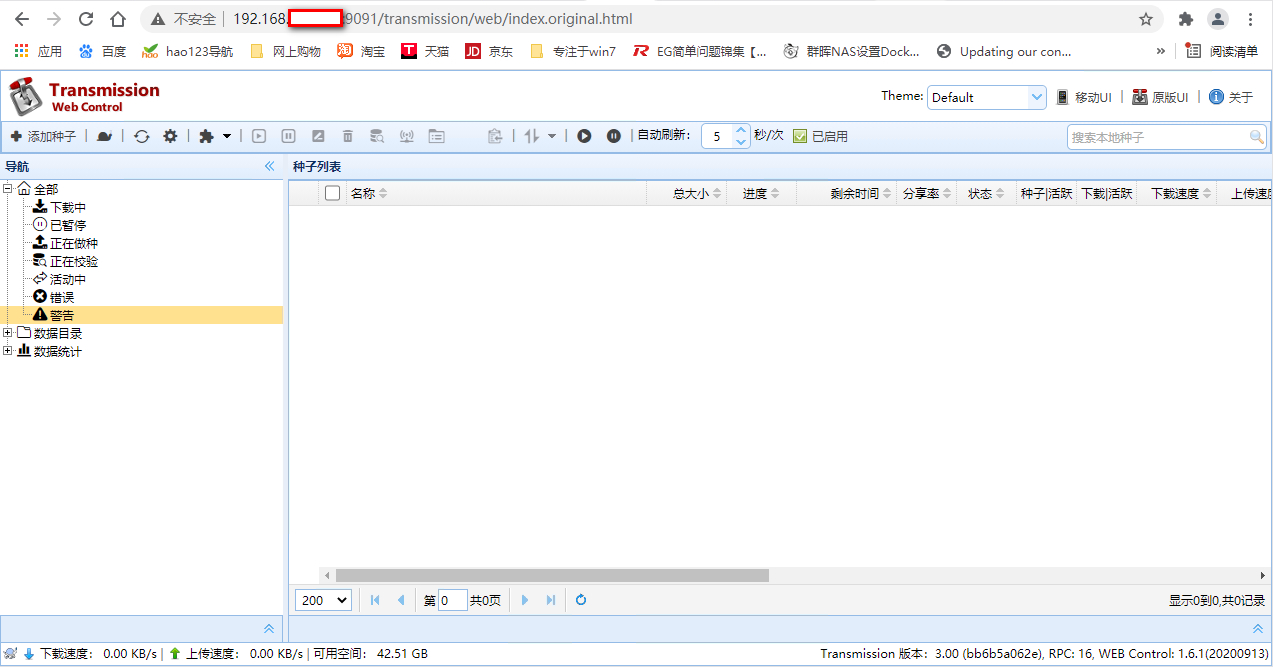 不安全 192.168. :9091/transmission/web/index.original.html
应用 百度 hao123导航 网上购物 淘宝 天猫 京东 专注于win7 EG简单问题锦集【... 群晖NAS设置Dock... Updating our con... » 阅读清单
Transmission
Web Control
Theme: Default 移动UI | 原版UI | 关于
添加种子 自动刷新: 5 秒/次 已启用 搜索本地种子
导航 种子列表
名称 总大小 进度 剩余时间 分享率 状态 种子|活跃 下载|活跃 下载速度 上传速度
全部
下载中
已暂停
正在做种
正在校验
活动中
错误
警告
数据目录
数据统计
200 第 0 共0页 显示0到0,共0记录
下载速度: 0.00 KB/s | 上传速度: 0.00 KB/s | 可用空间: 42.51 GB Transmission 版本: 3.00 (bb6b5a062e), RPC: 16, WEB Control: 1.6.1(20200913)